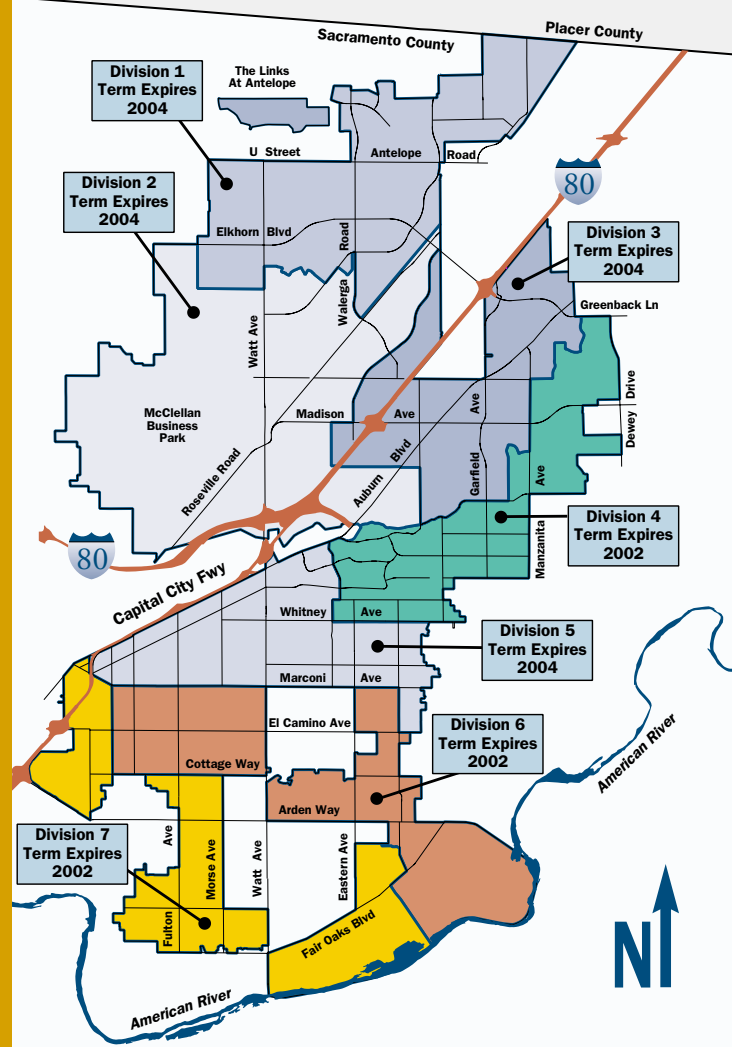 Placer County
Sacramento County
Division 1
Term Expires
2004
The Links
At Antelope
U Street
Antelope
Road
80
Division 2
Term Expires
2004
Elkhorn Blvd
Walerga Road
Division 3
Term Expires
2004
Greenback Ln
Watt Ave
McClellan
Business
Park
Madison Ave
Roseville Road
Auburn Blvd
Garfield Ave
Dewey Drive
Manzanita Ave
Division 4
Term Expires
2002
80
Capital City Fwy
Whitney Ave
Division 5
Term Expires
2004
Marconi Ave
El Camino Ave
Division 6
Term Expires
2002
American River
Cottage Way
Arden Way
Division 7
Term Expires
2002
Fulton Ave
Morse Ave
Watt Ave
Eastern Ave
Fair Oaks Blvd
American River
N